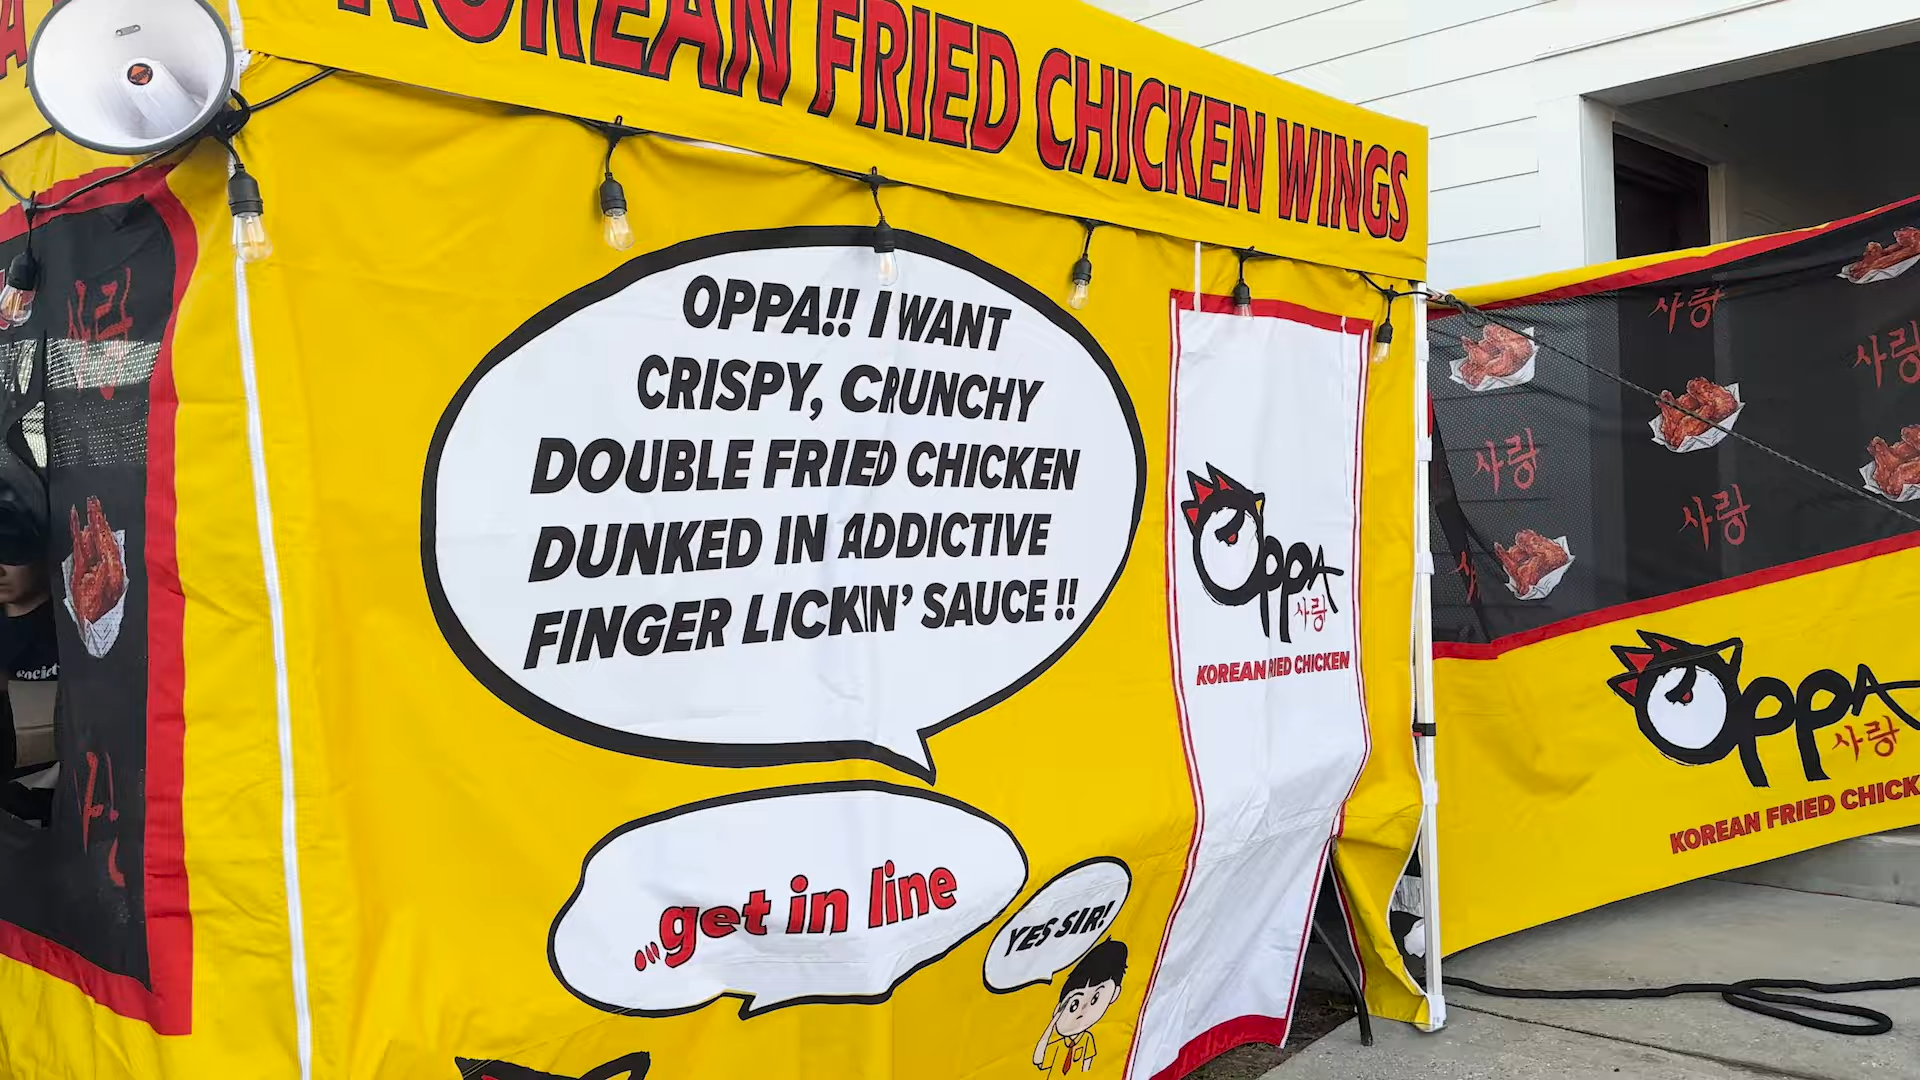 KOREAN FRIED CHICKEN WINGS
OPPA!! I WANT
CRISPY, CRUNCHY
DOUBLE FRIED CHICKEN
DUNKED IN ADDICTIVE
FINGER LICKIN' SAUCE !!
...get in line
YES SIR!
OPPA
사랑
KOREAN FRIED CHICKEN
사랑
사랑
사랑
사랑
사랑
OPPA
사랑
KOREAN FRIED CHICK